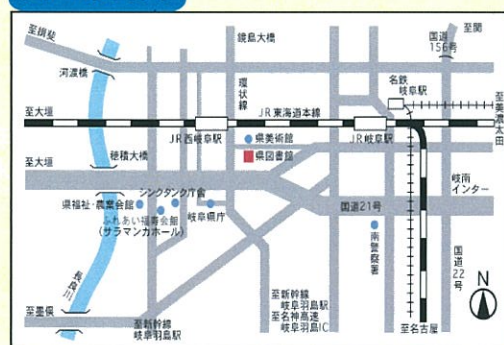 至揖斐
鏡島大橋
国道
156号
至関
河渡橋
環状線
名鉄
岐阜駅
至大垣
JR東海道本線
至美濃太田
JR西岐阜駅
県美術館
JR岐阜駅
至大垣
穂積大橋
県図書館
岐南
インター
シンクタンク庁舎
県福祉・農業会館
岐阜県庁
国道21号
ふれあい福寿会館
(サラマンカホール)
南警察署
長良川
国道22号
N
至墨俣
至新幹線
岐阜羽島駅
至新幹線
岐阜羽島駅
至名神高速
岐阜羽島IC
至名古屋